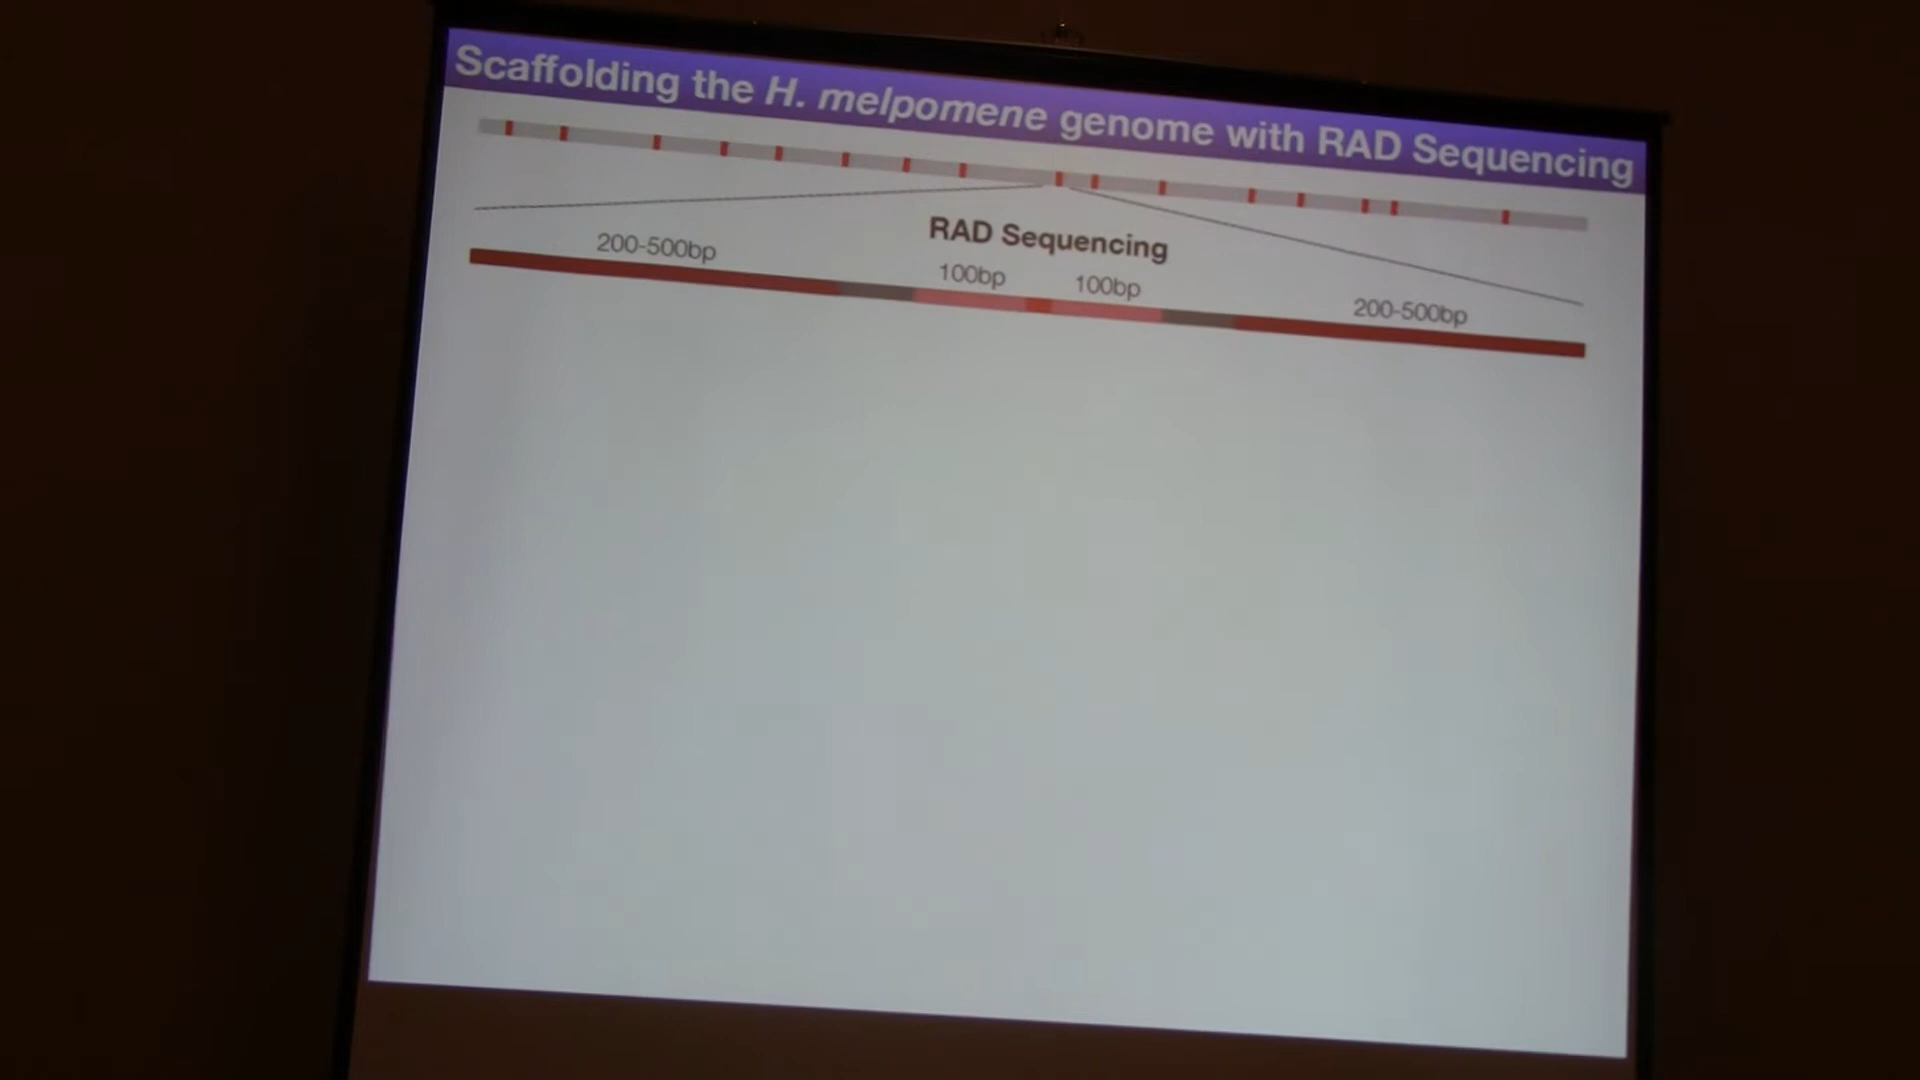 Scaffolding the H. melpomene genome with RAD Sequencing
RAD Sequencing
200-500bp
100bp
100bp
200-500bp